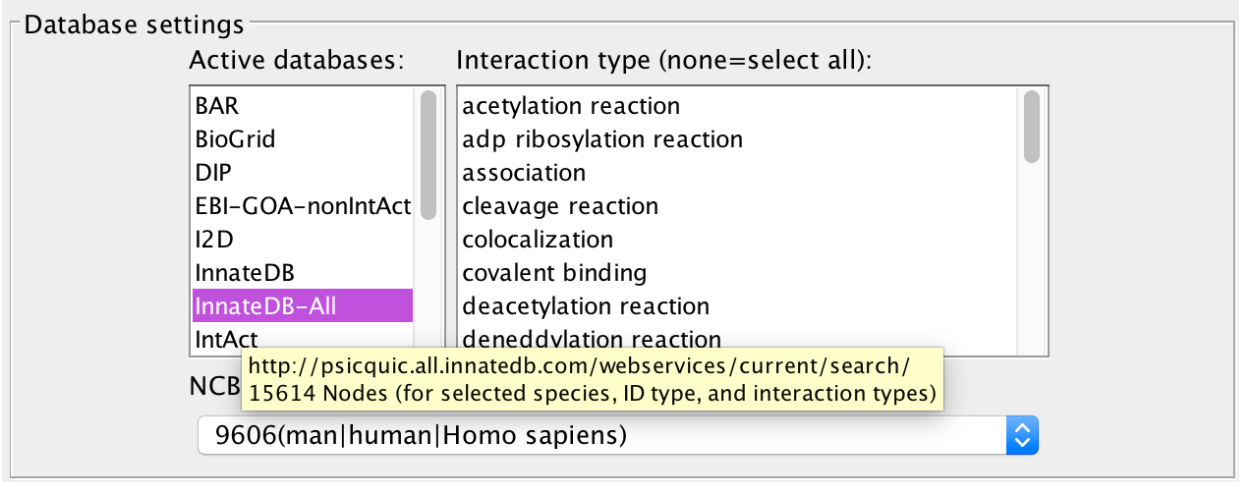 Database settings
Active databases:
Interaction type (none=select all):
BAR
BioGrid
DIP
EBI-GOA-nonIntAct
I2D
InnateDB
InnateDB-All
IntAct
acetylation reaction
adp ribosylation reaction
association
cleavage reaction
colocalization
covalent binding
deacetylation reaction
deneddylation reaction
http://psicquic.all.innatedb.com/webservices/current/search/
15614 Nodes (for selected species, ID type, and interaction types)
NCB
9606(man|human|Homo sapiens)